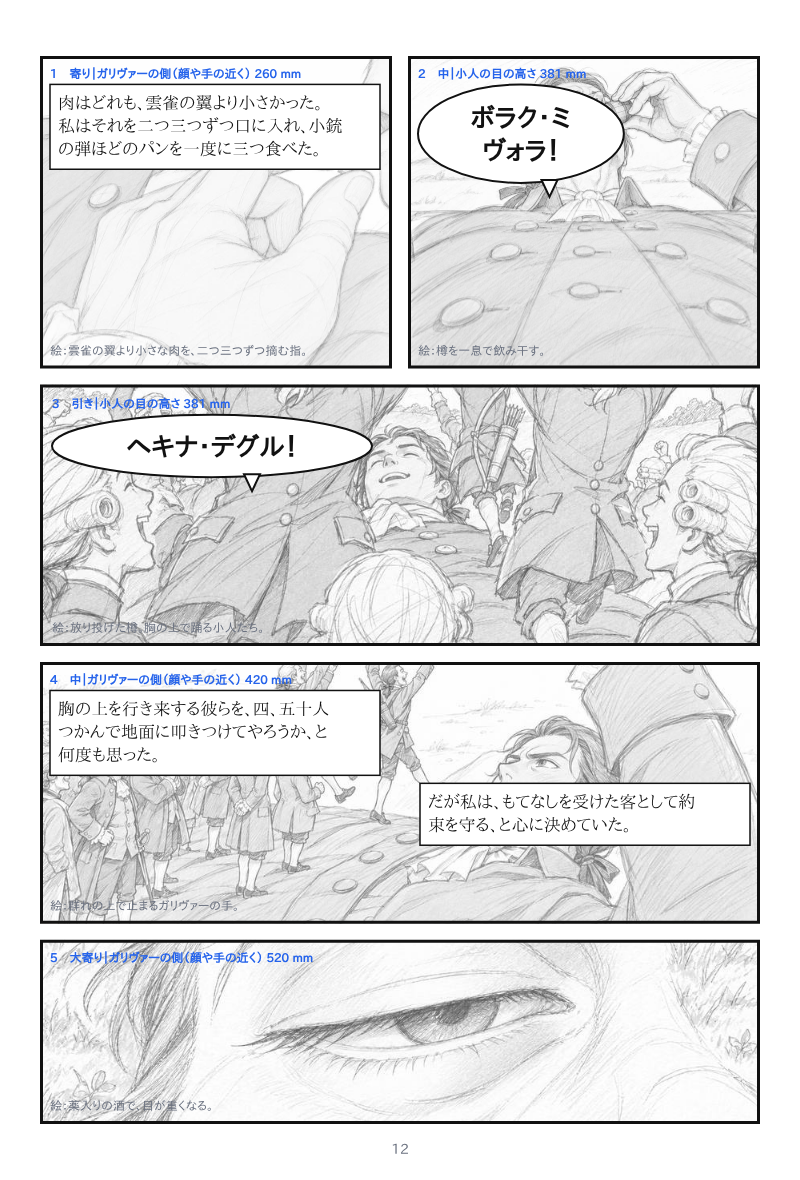 1 寄り|ガリヴァーの側(顔や手の近く) 260 mm
肉はどれも、雲雀の翼より小さかった。
私はそれを二つ三つずつ口に入れ、小銃
の弾ほどのパンを一度に三つ食べた。
絵:雲雀の翼より小さな肉を、二つ三つずつ摘む指。
2 中|小人の目の高さ 381 mm
ボラク・ミ
ヴォラ!
絵:樽を一息で飲み干す。
3 引き|小人の目の高さ 381 mm
ヘキナ・デグル!
絵:放り投げた樽、胸の上で踊る小人たち。
4 中|ガリヴァーの側(顔や手の近く) 420 mm
胸の上を行き来する彼らを、四、五十人
つかんで地面に叩きつけてやろうか、と
何度も思った。
だが私は、もてなしを受けた客として約
束を守る、と心に決めていた。
絵:群れの上で止まるガリヴァーの手。
5 大寄り|ガリヴァーの側(顔や手の近く) 520 mm
絵:薬入りの酒で、目が重くなる。
12